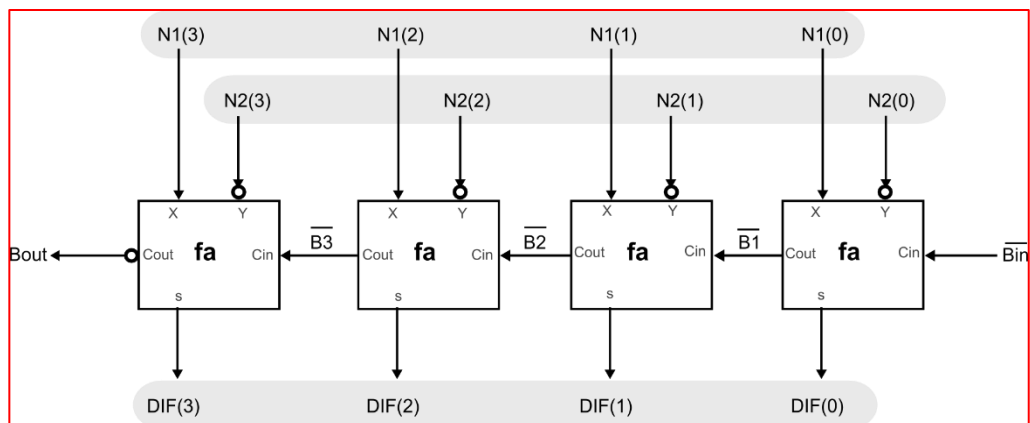 N1(3) N1(2) N1(1) N1(0)
N2(3) N2(2) N2(1) N2(0)
X Y X Y X Y X Y
Bout Cout fa Cin B3 Cout fa Cin B2 Cout fa Cin B1 Cout fa Cin Bin
s s s s
DIF(3) DIF(2) DIF(1) DIF(0)